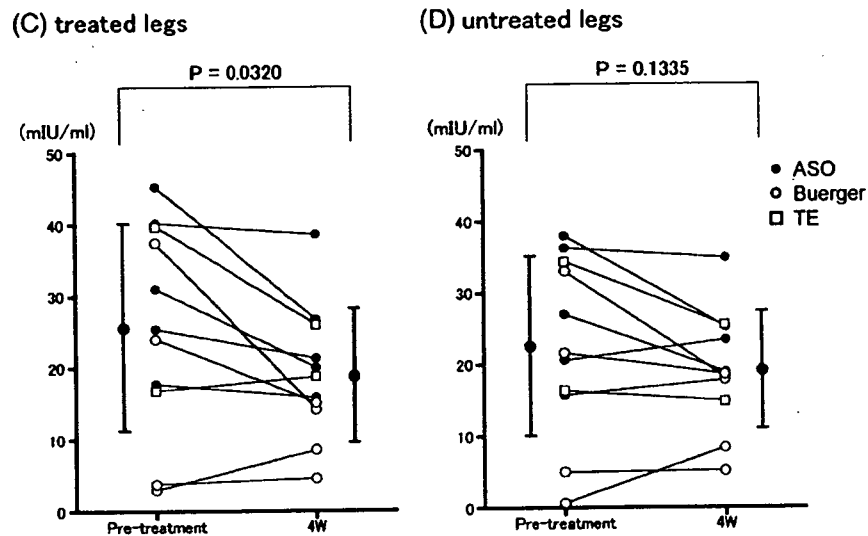 (C) treated legs
P = 0.0320
(mIU/ml)
50
40
30
20
10
0
Pre-treatment
4W
(D) untreated legs
P = 0.1335
(mIU/ml)
50
40
30
20
10
0
Pre-treatment
4W
ASO
Buerger
TE